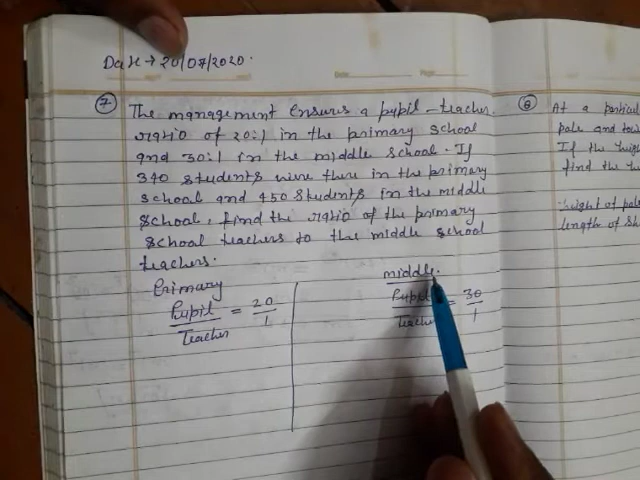 Date → 20/07/2020.
Date
Page
⑦ The management ensures a pupil-teacher
ratio of 20:1 in the primary school
and 30:1 in the middle school. If
340 students were there in the primary
school and 450 students in the middle
school, find the ratio of the primary
school teachers to the middle school
teachers.
Primary
Pupil/Teacher = 20/1
middle.
Pupil/Teacher = 30/1
⑧ At a particul
pole and tow
If the heig
find the h
height of pole
length of sh